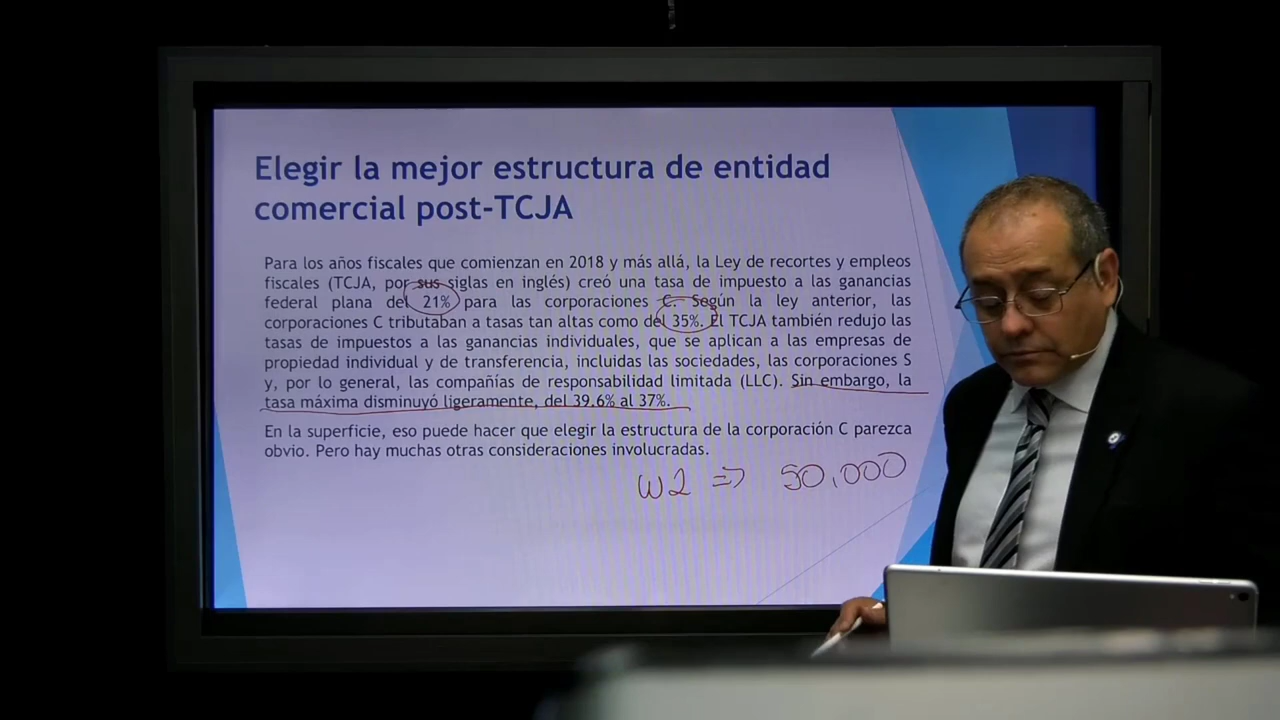 Elegir la mejor estructura de entidad
comercial post-TCJA
Para los años fiscales que comienzan en 2018 y más allá, la Ley de recortes y empleos
fiscales (TCJA, por sus siglas en inglés) creó una tasa de impuesto a las ganancias
federal plana del 21% para las corporaciones C. Según la ley anterior, las
corporaciones C tributaban a tasas tan altas como del 35%. El TCJA también redujo las
tasas de impuestos a las ganancias individuales, que se aplican a las empresas de
propiedad individual y de transferencia, incluidas las sociedades, las corporaciones S
y, por lo general, las compañías de responsabilidad limitada (LLC). Sin embargo, la
tasa máxima disminuyó ligeramente, del 39.6% al 37%.
En la superficie, eso puede hacer que elegir la estructura de la corporación C parezca
obvio. Pero hay muchas otras consideraciones involucradas.
W2 => 50,000